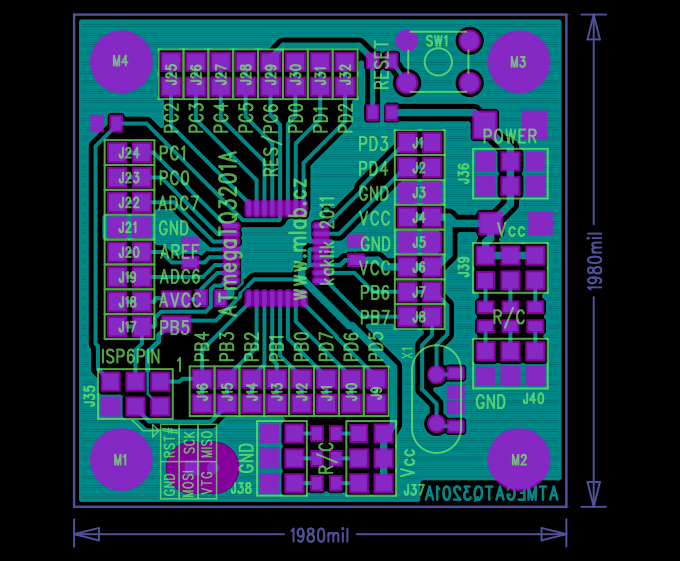 M4
J25
J26
J27
J28
J29
J30
J31
J32
RESET
SW1
M3
PC2
PC3
PC4
PC5
RES/PC6
PD0
PD1
PD2
POWER
J24 PC1
J23 PC0
J22 ADC7
J21 GND
J20 AREF
J19 ADC6
J18 AVCC
J17 PB5
ATmegaTQ3201A
www.mlab.cz
kaklik 2011
PD3 J1
PD4 J2
GND J3
VCC J4
GND J5
VCC J6
PB6 J7
PB7 J8
J36
Vcc
J39
R/C
X1
GND
J40
1980mil
ISP6PIN
1
J35
PB4
PB3
PB2
PB1
PB0
PD7
PD6
PD5
J16
J15
J14
J13
J12
J11
J10
J9
M1
RST#
SCK
MISO
GND
MOSI
VTG
GND
J38
R/C
Vcc
J37
M2
ATMEGATQ3201A
1980mil